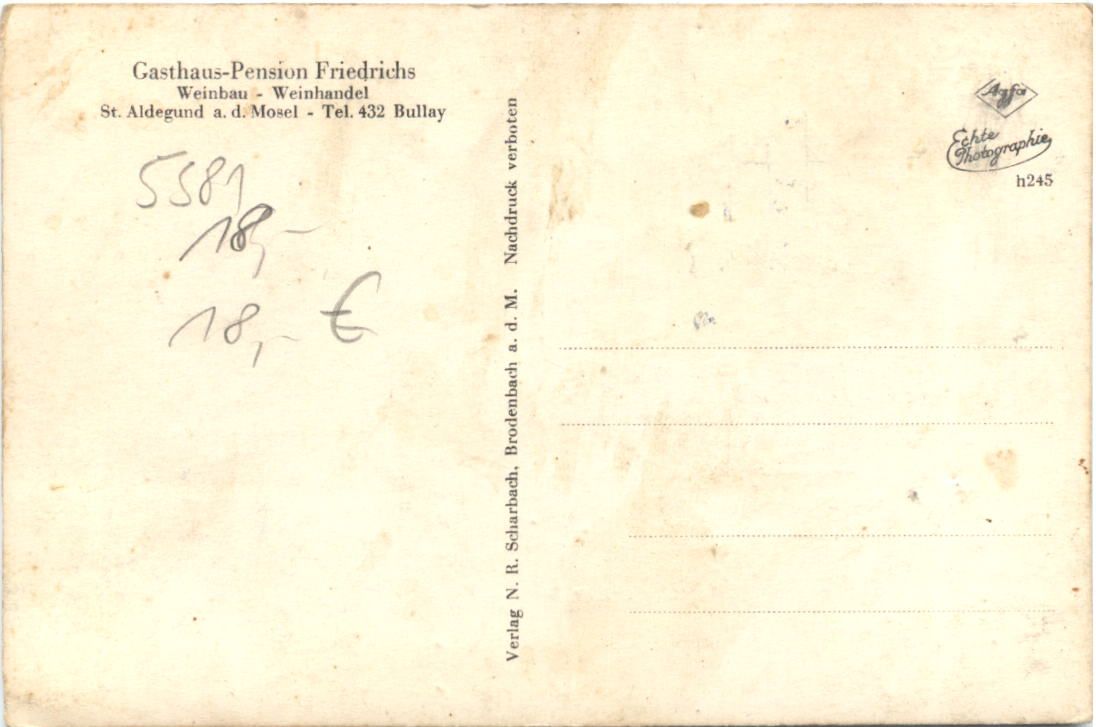 Gasthaus-Pension Friedrichs
Weinbau - Weinhandel
St. Aldegund a. d. Mosel - Tel. 432 Bullay
5581
18,-
18,- €
Verlag N. R. Scharbach, Brodenbach a. d. M. Nachdruck verboten
Agfa
Echte
Photographie
h245